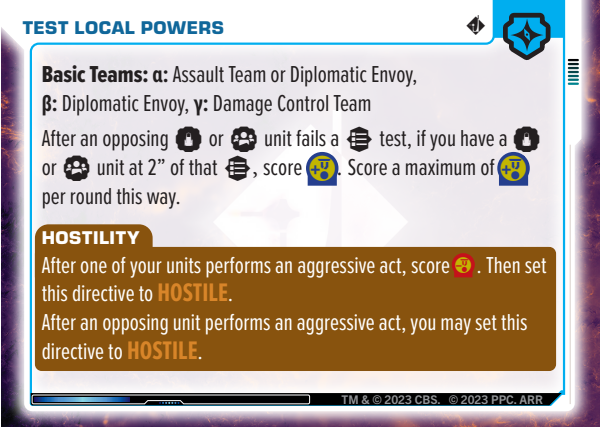 TEST LOCAL POWERS
Basic Teams: α: Assault Team or Diplomatic Envoy,
β: Diplomatic Envoy, γ: Damage Control Team
After an opposing or unit fails a test, if you have a
or unit at 2” of that , score . Score a maximum of
per round this way.
HOSTILITY
After one of your units performs an aggressive act, score . Then set
this directive to HOSTILE.
After an opposing unit performs an aggressive act, you may set this
directive to HOSTILE.
TM & © 2023 CBS. © 2023 PPC. ARR